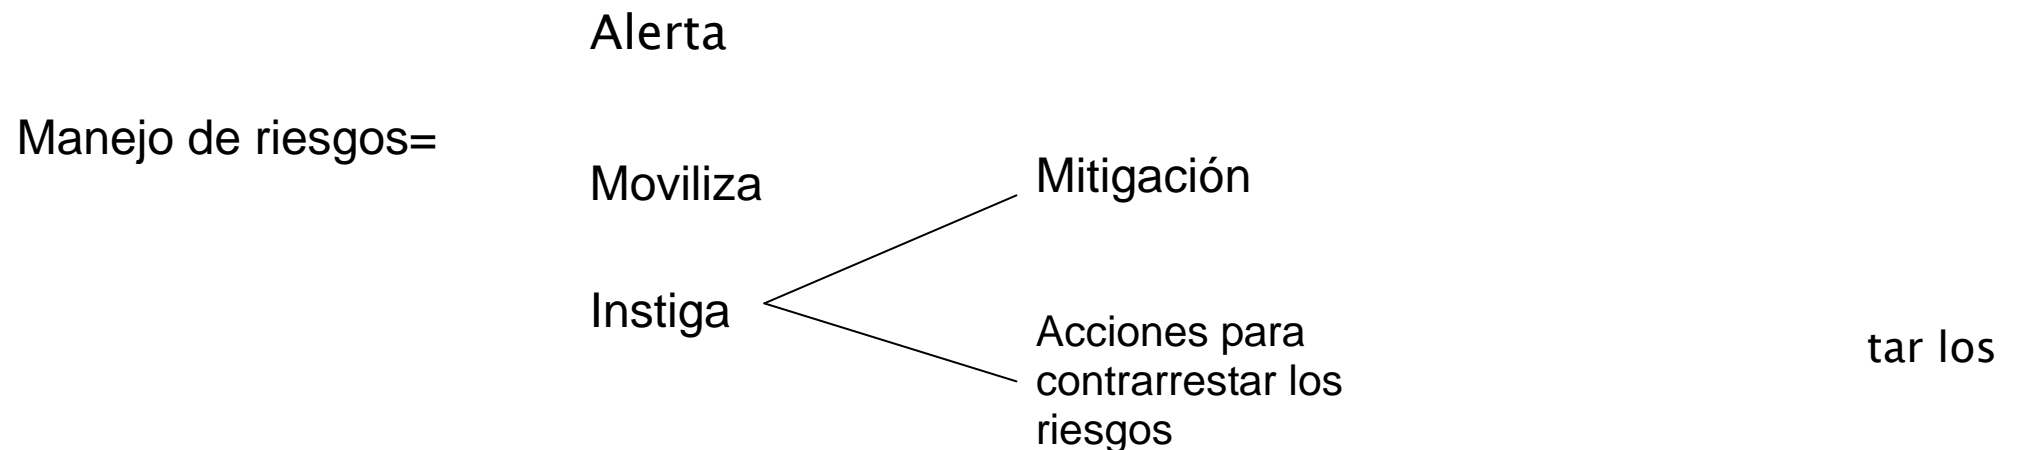 Alerta
Manejo de riesgos=
Moviliza
Mitigación
Instiga
Acciones para
contrarrestar los
riesgos
tar los